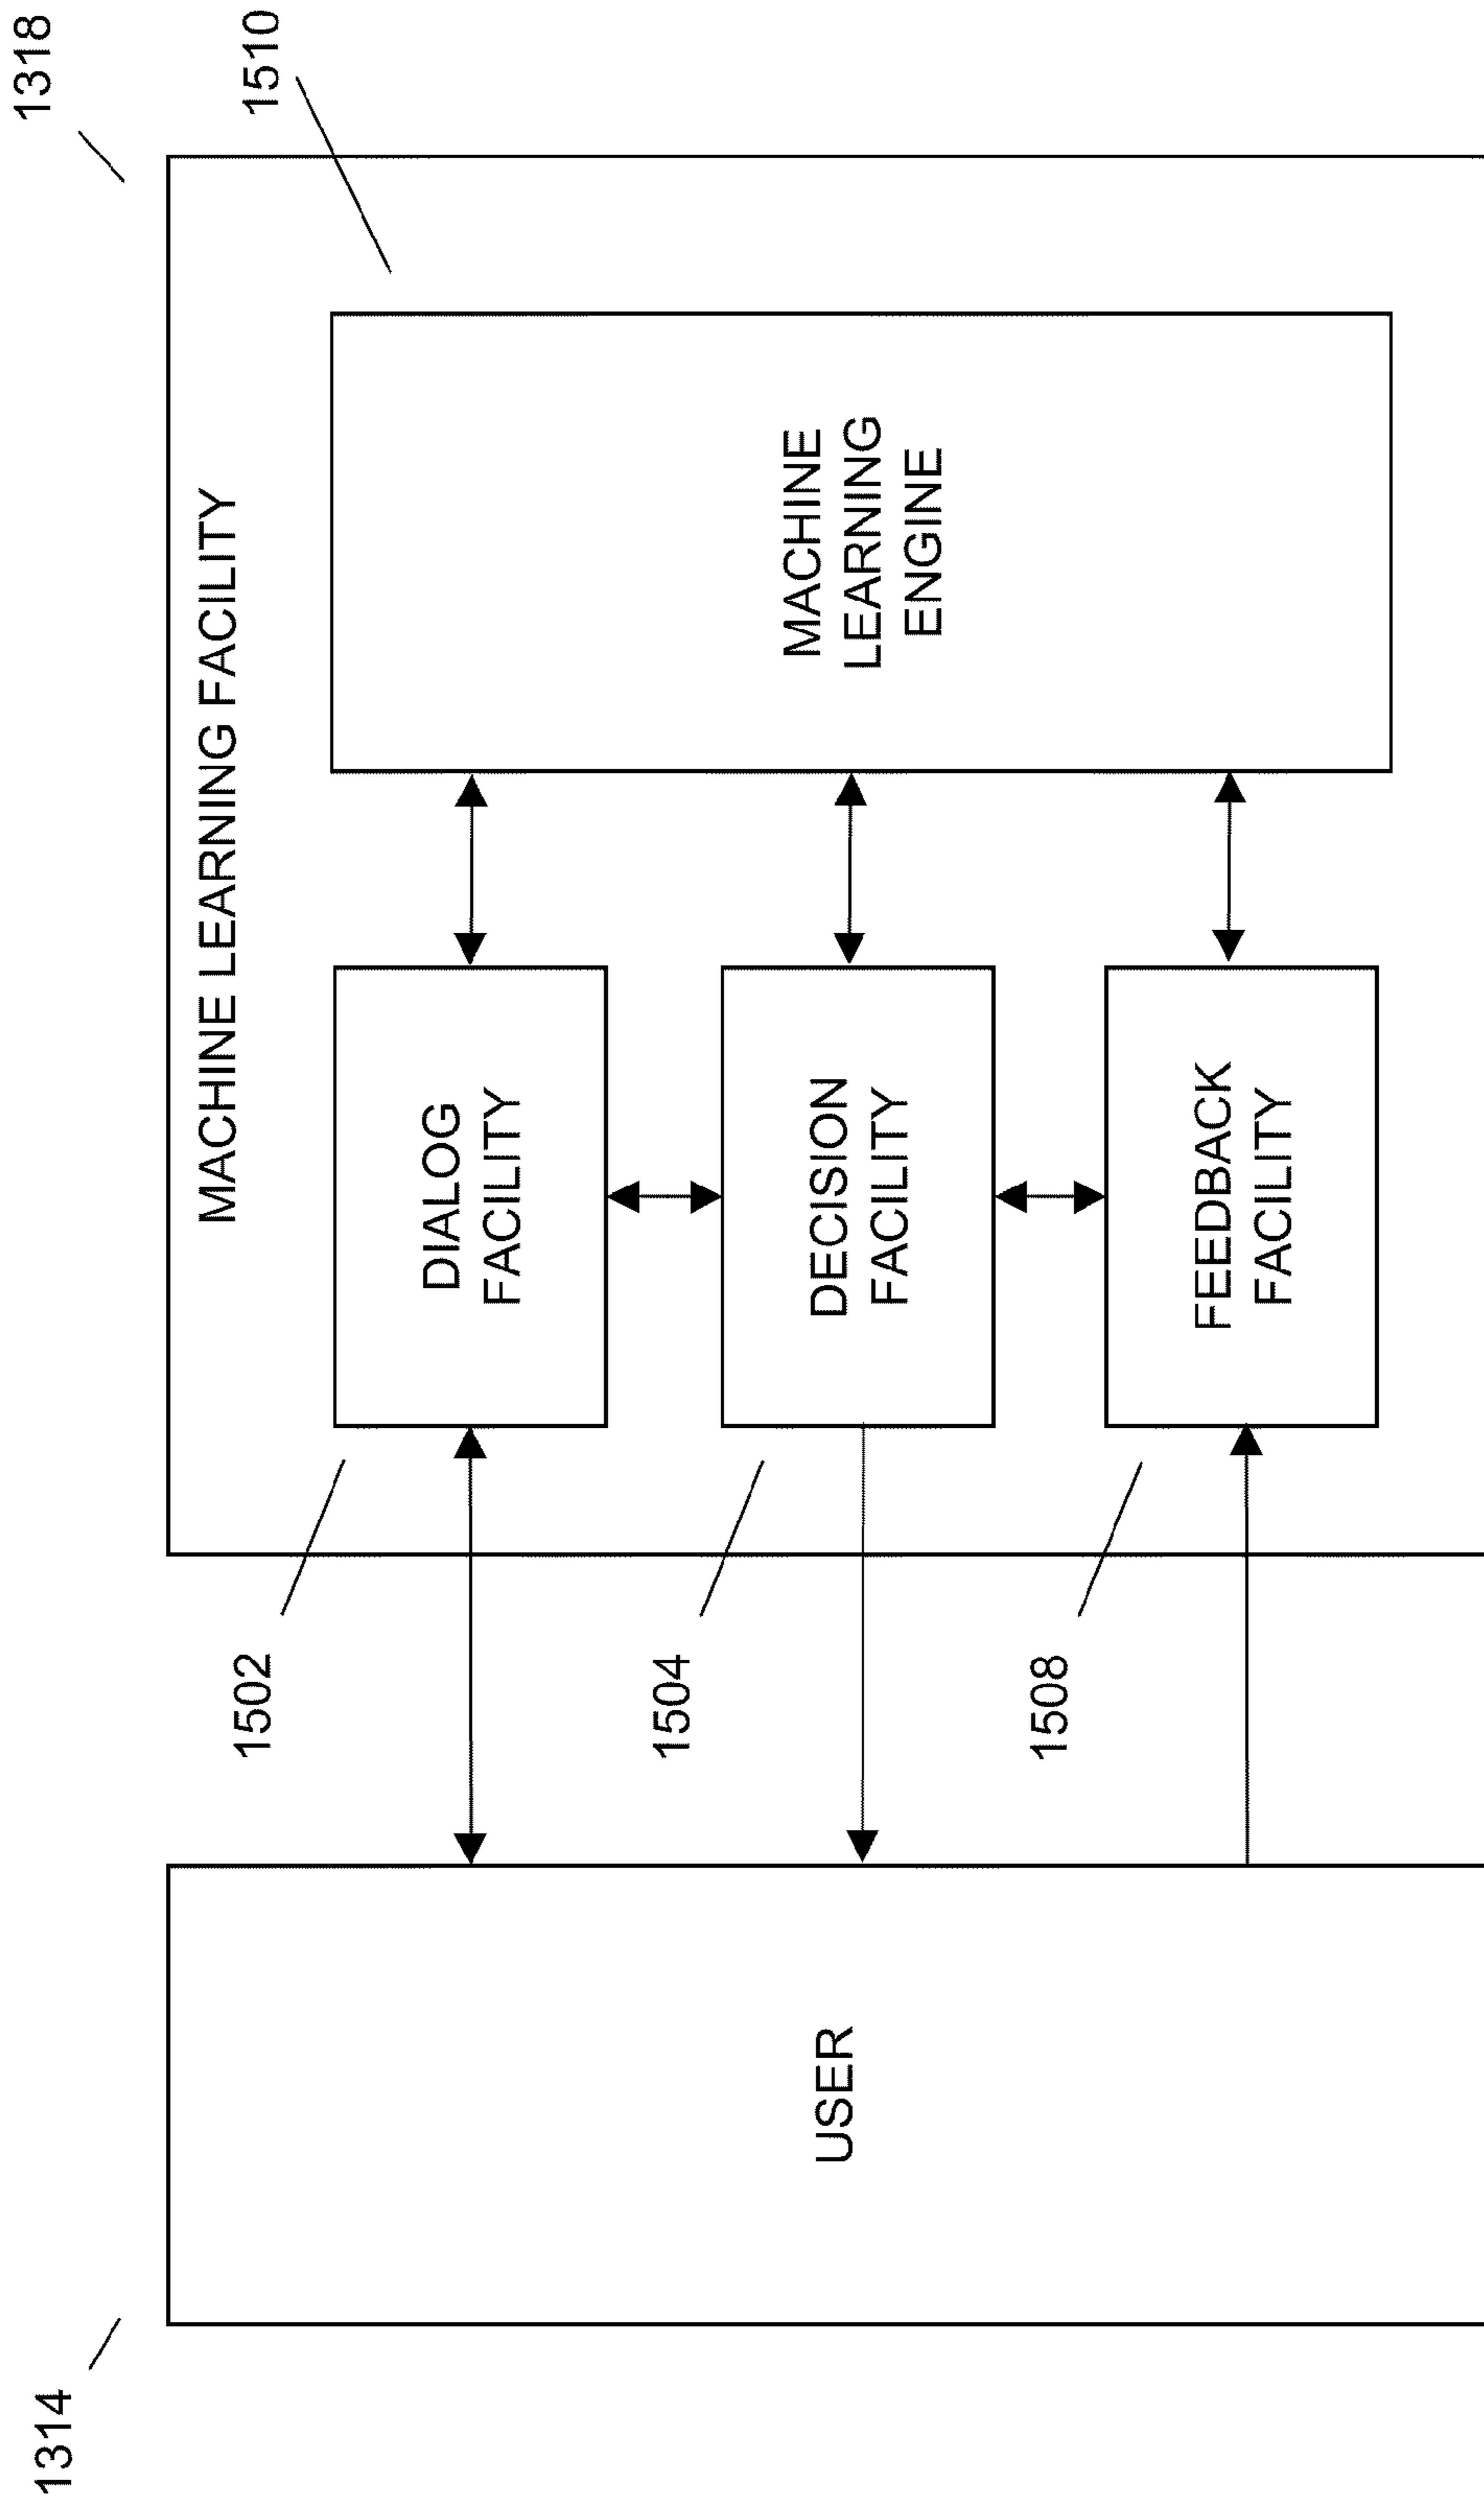 1314
1318
MACHINE LEARNING FACILITY
USER
1502
DIALOG
FACILITY
1510
1504
DECISION
FACILITY
MACHINE
LEARNING
ENGINE
1508
FEEDBACK
FACILITY